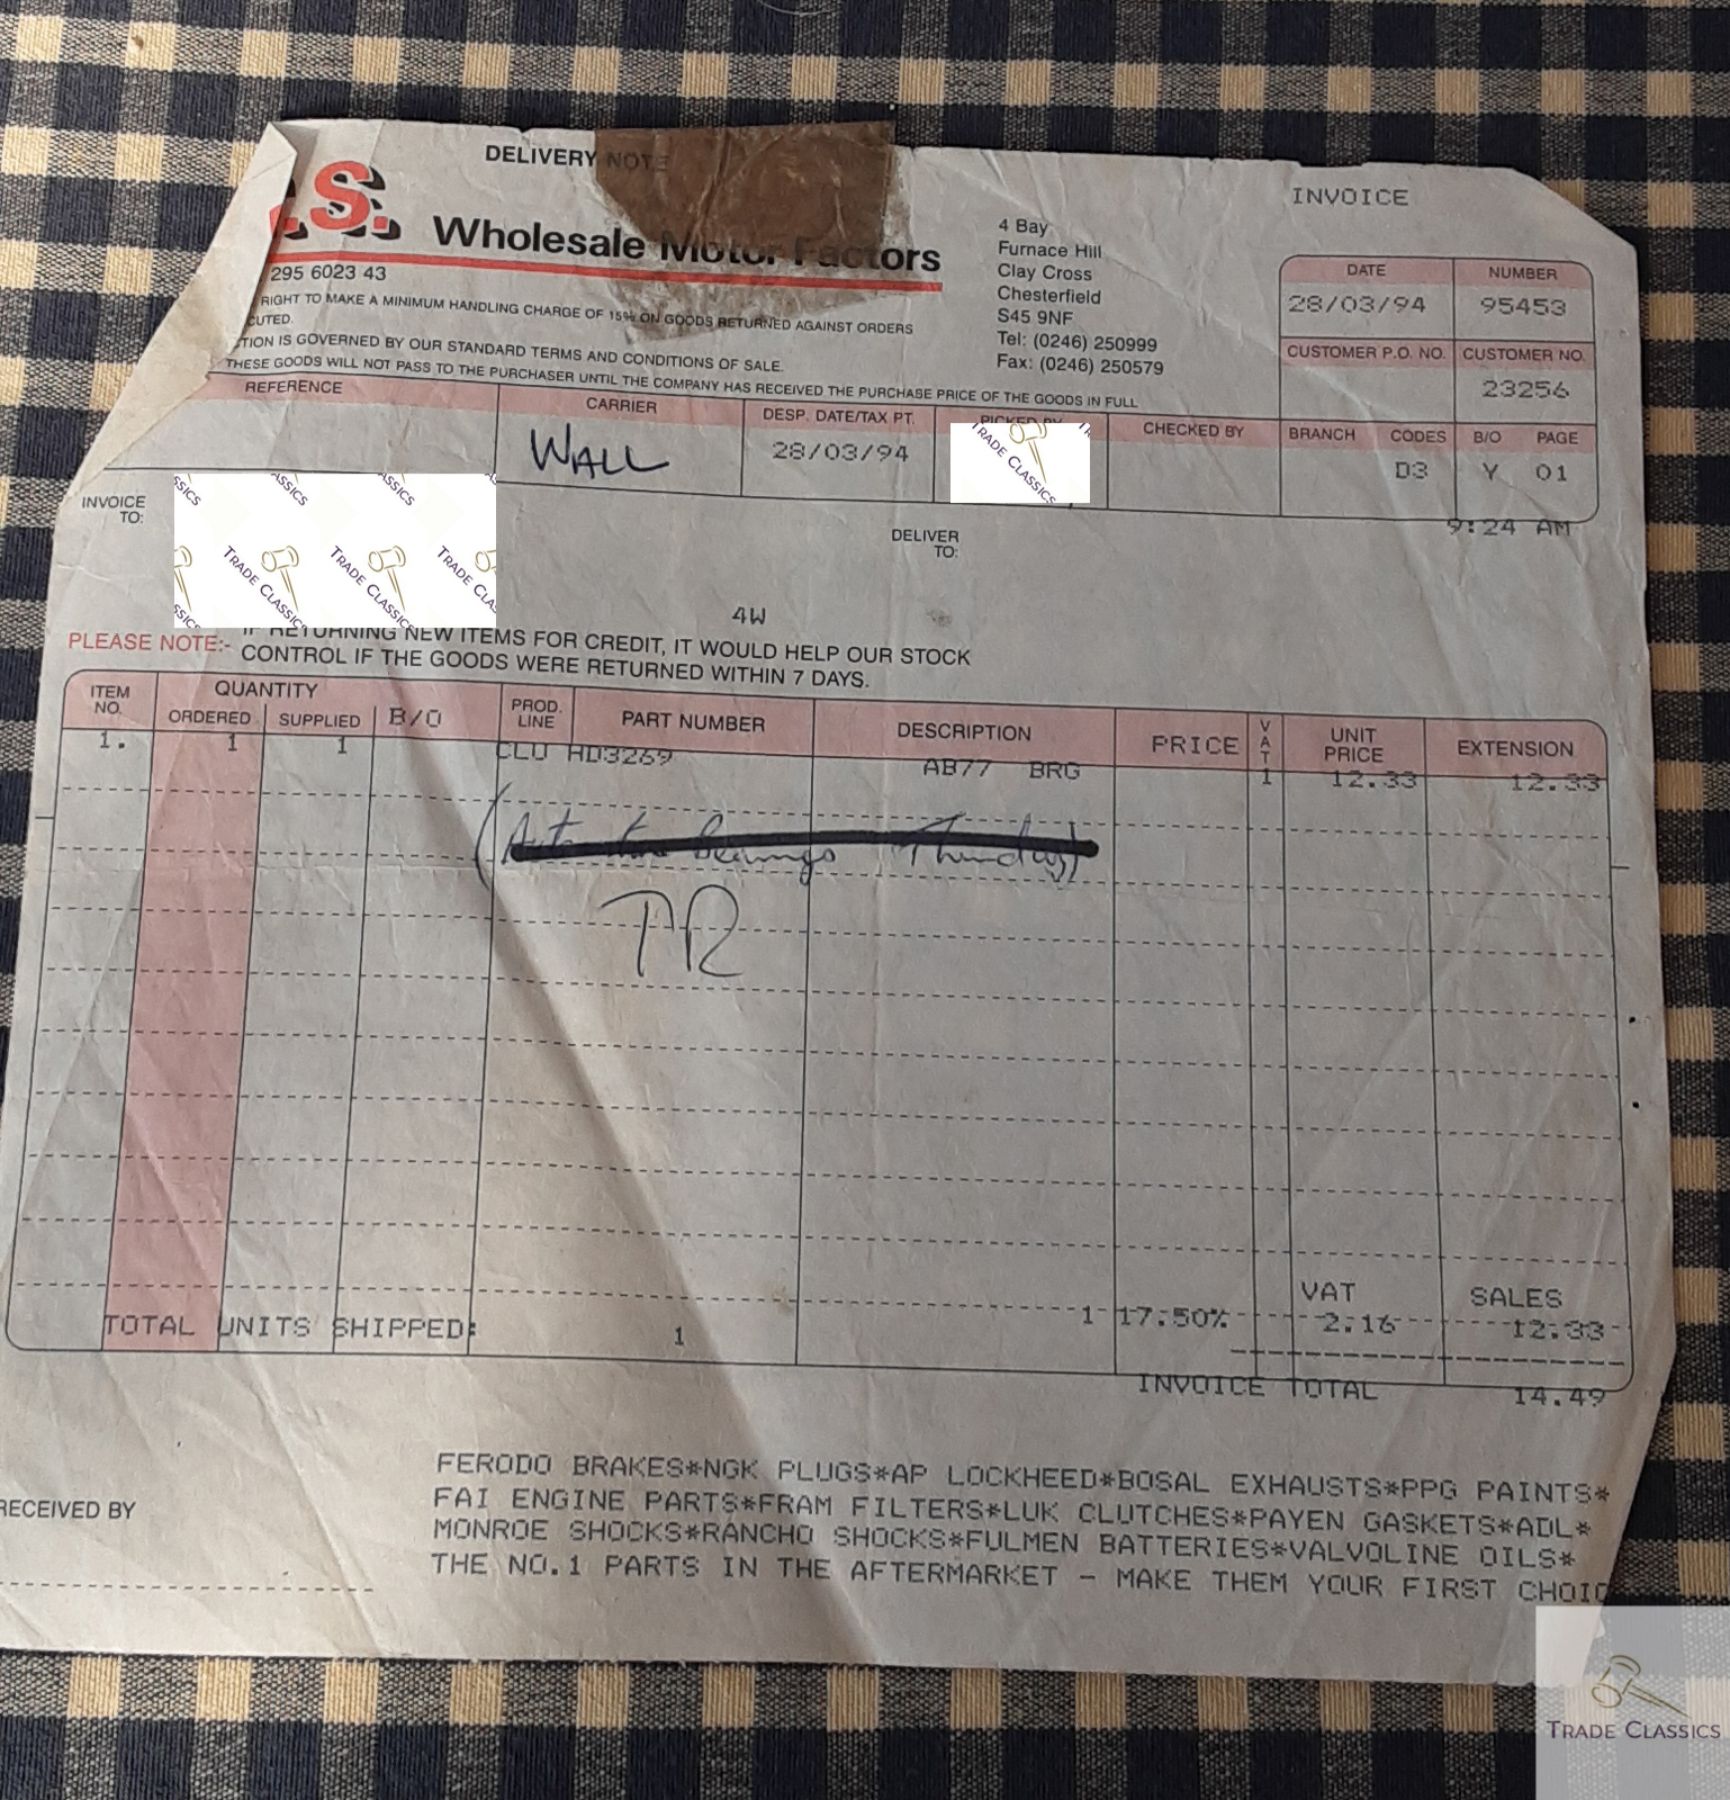 DELIVERY NOTE
INVOICE
.S.
Wholesale Motor Factors
295 6023 43
RIGHT TO MAKE A MINIMUM HANDLING CHARGE OF 15% ON GOODS RETURNED AGAINST ORDERS
CUTED.
TION IS GOVERNED BY OUR STANDARD TERMS AND CONDITIONS OF SALE.
THESE GOODS WILL NOT PASS TO THE PURCHASER UNTIL THE COMPANY HAS RECEIVED THE PURCHASE PRICE OF THE GOODS IN FULL
4 Bay
Furnace Hill
Clay Cross
Chesterfield
S45 9NF
Tel: (0246) 250999
Fax: (0246) 250579
DATE NUMBER
28/03/94 95453
CUSTOMER P.O. NO. CUSTOMER NO.
23256
REFERENCE CARRIER DESP. DATE/TAX PT. PICKED BY CHECKED BY BRANCH CODES B/O PAGE
WALL 28/03/94 D3 Y 01
9:24 AM
INVOICE
TO:
DELIVER
TO:
4W
PLEASE NOTE:- IF RETURNING NEW ITEMS FOR CREDIT, IT WOULD HELP OUR STOCK
CONTROL IF THE GOODS WERE RETURNED WITHIN 7 DAYS.
ITEM NO. QUANTITY ORDERED SUPPLIED B/O PROD. LINE PART NUMBER DESCRIPTION PRICE VAT UNIT PRICE EXTENSION
1. 1 1 CLU HD3269 AB77 BRG 1 12.33 12.33
Bearings Thursday)
TR
VAT SALES
TOTAL UNITS SHIPPED: 1 1 17.50% 2.16 12.33
INVOICE TOTAL 14.49
RECEIVED BY
FERODO BRAKES*NGK PLUGS*AP LOCKHEED*BOSAL EXHAUSTS*PPG PAINTS*
FAI ENGINE PARTS*FRAM FILTERS*LUK CLUTCHES*PAYEN GASKETS*ADL*
MONROE SHOCKS*RANCHO SHOCKS*FULMEN BATTERIES*VALVOLINE OILS*
THE NO.1 PARTS IN THE AFTERMARKET - MAKE THEM YOUR FIRST CHOIC
TRADE CLASSICS